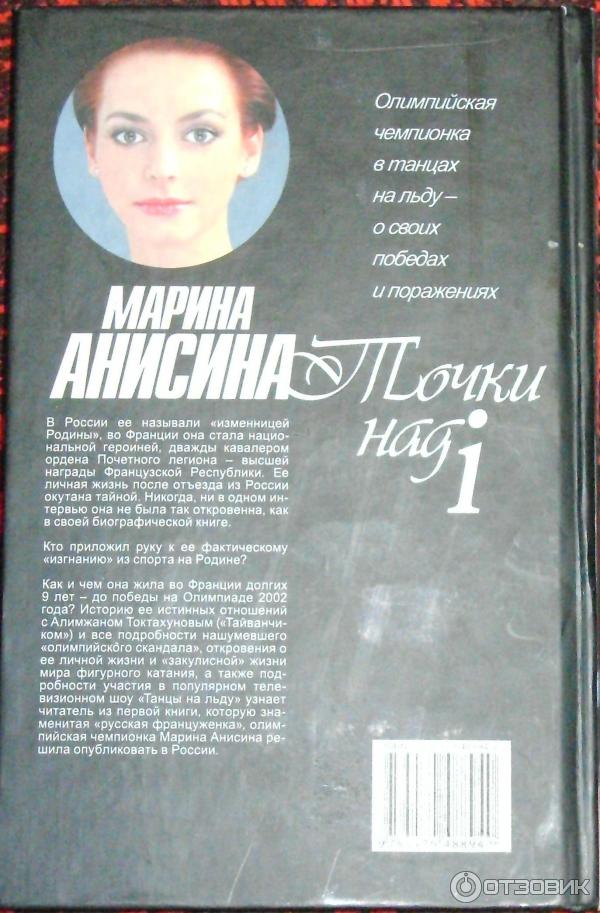 Олимпийская
чемпионка
в танцах
на льду –
о своих
победах
и поражениях
МАРИНА
АНИСИНА
Точки
над i
В России ее называли «изменницей
Родины», во Франции она стала нацио-
нальной героиней, дважды кавалером
ордена Почетного легиона – высшей
награды Французской Республики. Ее
личная жизнь после отъезда из России
окутана тайной. Никогда, ни в одном ин-
тервью она не была так откровенна, как
в своей биографической книге.
Кто приложил руку к ее фактическому
«изгнанию» из спорта на Родине?
Как и чем она жила во Франции долгих
9 лет – до победы на Олимпиаде 2002
года? Историю ее истинных отношений
с Алимжаном Тохтахуновым («Тайванчи-
ком») и все подробности нашумевшего
«олимпийского скандала», откровения о
ее личной жизни и «закулисной» жизни
мира фигурного катания, а также под-
робности участия в популярном теле-
визионном шоу «Танцы на льду» узнает
читатель из первой книги, которую зна-
менитая «русская француженка», олим-
пийская чемпионка Марина Анисина ре-
шила опубликовать в России.
ОТЗОВИК